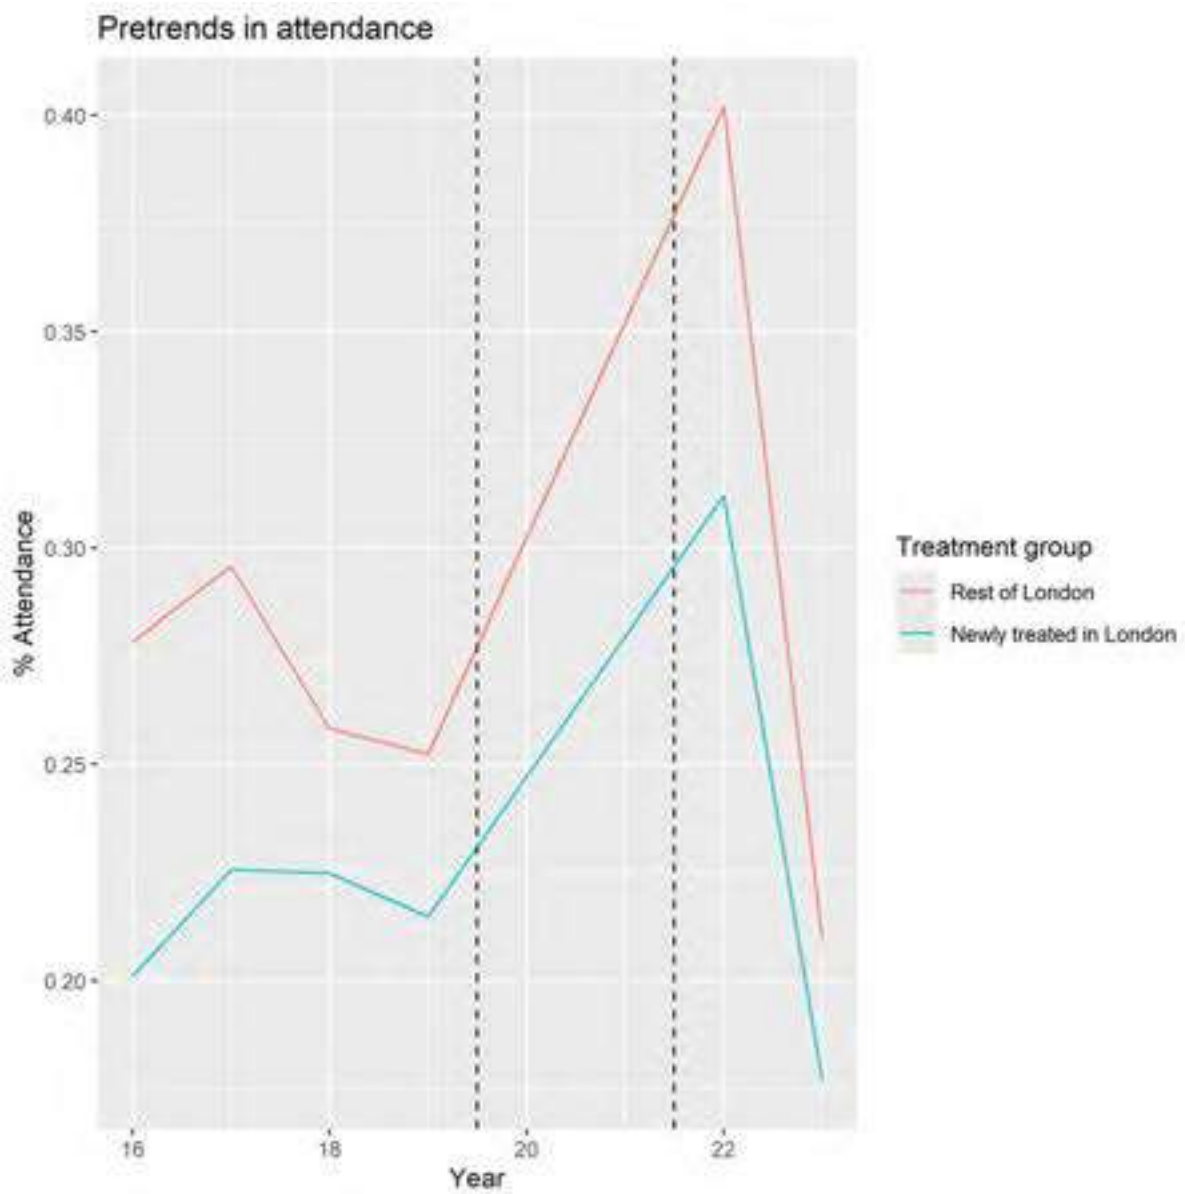 Pretrends in attendance
0.40
0.35
0.30
0.25
0.20
% Attendance
16 18 20 22
Year
Treatment group
Rest of London
Newly treated in London